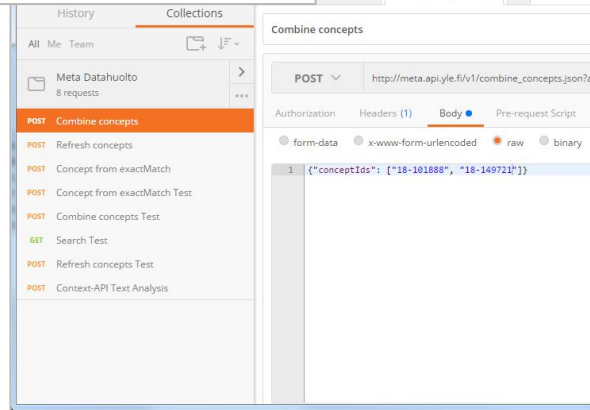 History Collections
All Me Team
Meta Datahuolto
8 requests
POST Combine concepts
POST Refresh concepts
POST Concept from exactMatch
POST Concept from exactMatch Test
POST Combine concepts Test
GET Search Test
POST Refresh concepts Test
POST Context-API Text Analysis
Combine concepts
POST http://meta.api.yle.fi/v1/combine_concepts.json?a
Authorization Headers (1) Body Pre-request Script
form-data x-www-form-urlencoded raw binary
1 {"conceptIds": ["18-101888", "18-149721"]}